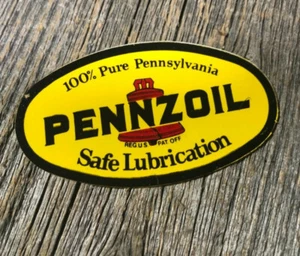 100% Pure Pennsylvania
PENNZOIL
REG U.S. PAT. OFF
Safe Lubrication